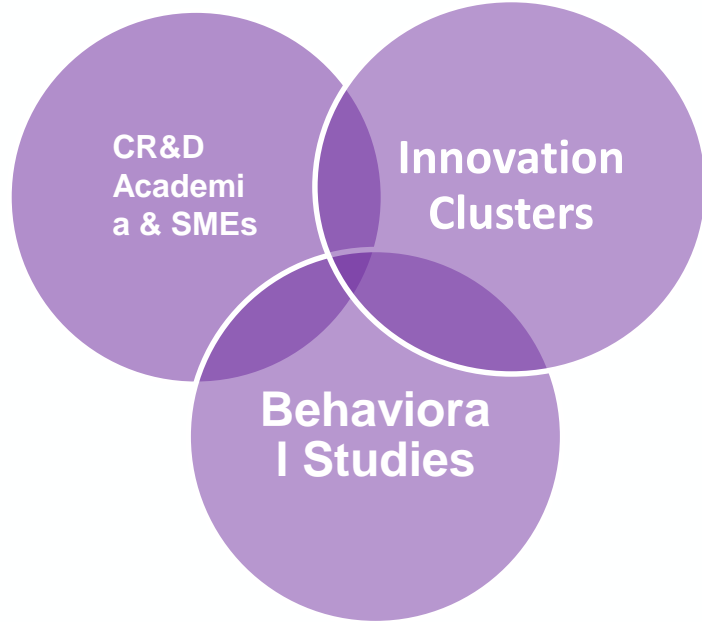 CR&D
Academi
a & SMEs
Innovation
Clusters
Behaviora
l Studies